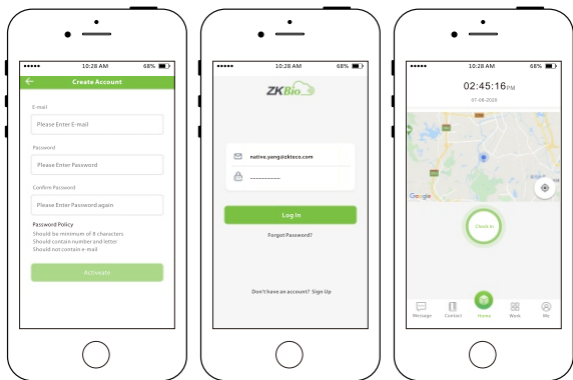 10:28 AM
68%
Create Account
E-mail
Please Enter E-mail
Password
Please Enter Password
Confirm Password
Please Enter Password again
Password Policy
Should be minimum of 8 characters
Should contain number and letter
Should not contain e-mail
Activate
10:28 AM
68%
ZKBio
native.yang@zkteco.com
Log In
Forgot Password?
Don't have an account? Sign Up
10:28 AM
68%
02:45:16 PM
07-06-2020
Google
Check In
Message
Contact
Home
Work
Me